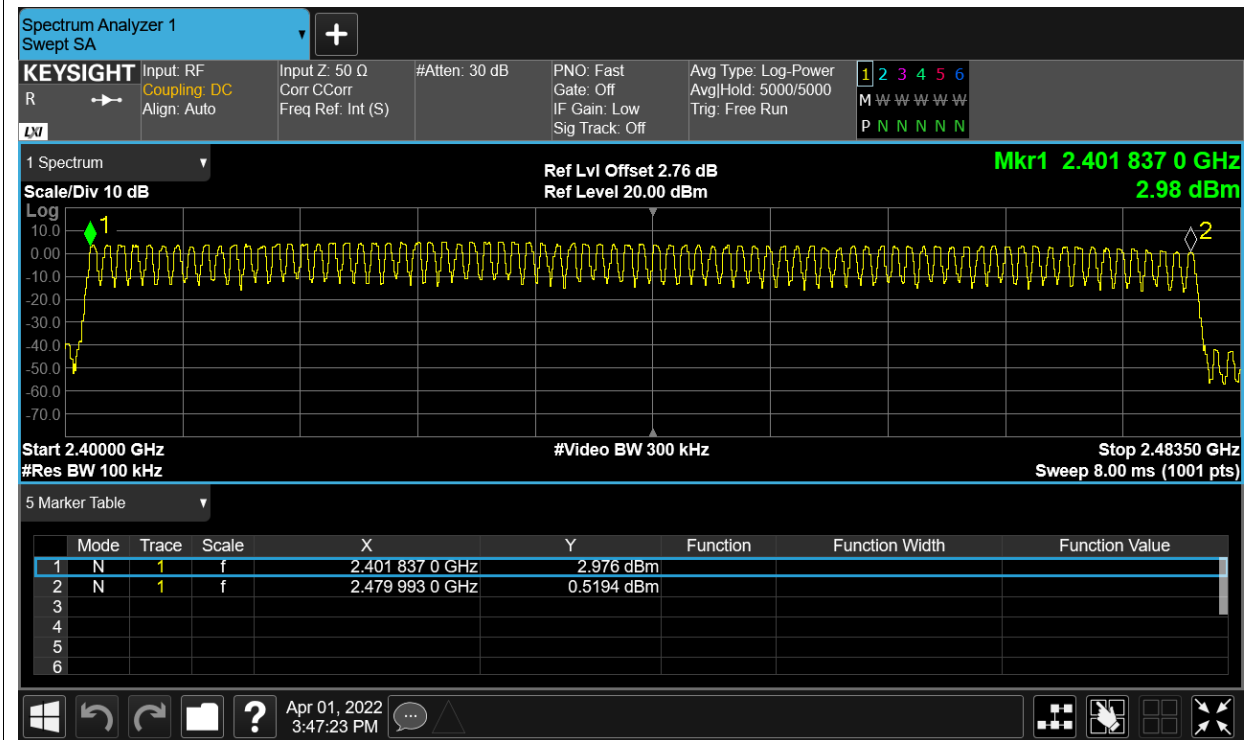 Spectrum Analyzer 1
Swept SA
KEYSIGHT Input: RF Input Z: 50 Ω #Atten: 30 dB PNO: Fast Avg Type: Log-Power 1 2 3 4 5 6
R Coupling: DC Corr CCorr Gate: Off Avg|Hold: 5000/5000 M W W W W W
Align: Auto Freq Ref: Int (S) IF Gain: Low Trig: Free Run
LXI Sig Track: Off P N N N N N
1 Spectrum Ref Lvl Offset 2.76 dB Mkr1 2.401 837 0 GHz
Scale/Div 10 dB Ref Level 20.00 dBm 2.98 dBm
Log
10.0 1 2
0.00
-10.0
-20.0
-30.0
-40.0
-50.0
-60.0
-70.0
Start 2.40000 GHz #Video BW 300 kHz Stop 2.48350 GHz
#Res BW 100 kHz Sweep 8.00 ms (1001 pts)
5 Marker Table
Mode Trace Scale X Y Function Function Width Function Value
1 N 1 f 2.401 837 0 GHz 2.976 dBm
2 N 1 f 2.479 993 0 GHz 0.5194 dBm
3
4
5
6
? Apr 01, 2022
3:47:23 PM